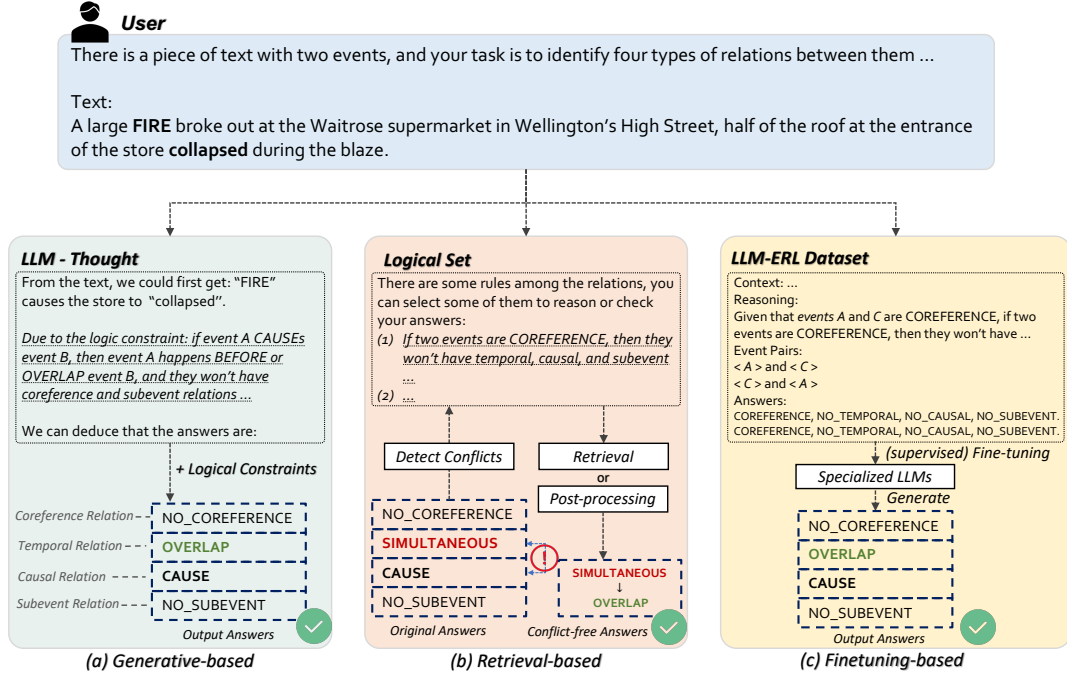 User
There is a piece of text with two events, and your task is to identify four types of relations between them ...
Text:
A large FIRE broke out at the Waitrose supermarket in Wellington's High Street, half of the roof at the entrance
of the store collapsed during the blaze.
LLM - Thought
From the text, we could first get: "FIRE"
causes the store to "collapsed".
Due to the logic constraint: if event A CAUSEs
event B, then event A happens BEFORE or
OVERLAP event B, and they won't have
coreference and subevent relations ...
We can deduce that the answers are:
+ Logical Constraints
Coreference Relation
NO_COREFERENCE
Temporal Relation
OVERLAP
Causal Relation
CAUSE
Subevent Relation
NO_SUBEVENT
Output Answers
(a) Generative-based
Logical Set
There are some rules among the relations, you
can select some of them to reason or check
your answers:
(1) If two events are COREFERENCE, then they
won't have temporal, causal, and subevent
...
(2) ...
Detect Conflicts
Retrieval
or
Post-processing
NO_COREFERENCE
SIMULTANEOUS
CAUSE
NO_SUBEVENT
!
SIMULTANEOUS
↓
OVERLAP
Original Answers
Conflict-free Answers
(b) Retrieval-based
LLM-ERL Dataset
Context: ...
Reasoning:
Given that events A and C are COREFERENCE, if two
events are COREFERENCE, then they won't have ...
Event Pairs:
< A > and < C >
< C > and < A >
Answers:
COREFERENCE, NO_TEMPORAL, NO_CAUSAL, NO_SUBEVENT.
COREFERENCE, NO_TEMPORAL, NO_CAUSAL, NO_SUBEVENT.
(supervised) Fine-tuning
Specialized LLMs
Generate
NO_COREFERENCE
OVERLAP
CAUSE
NO_SUBEVENT
Output Answers
(c) Finetuning-based